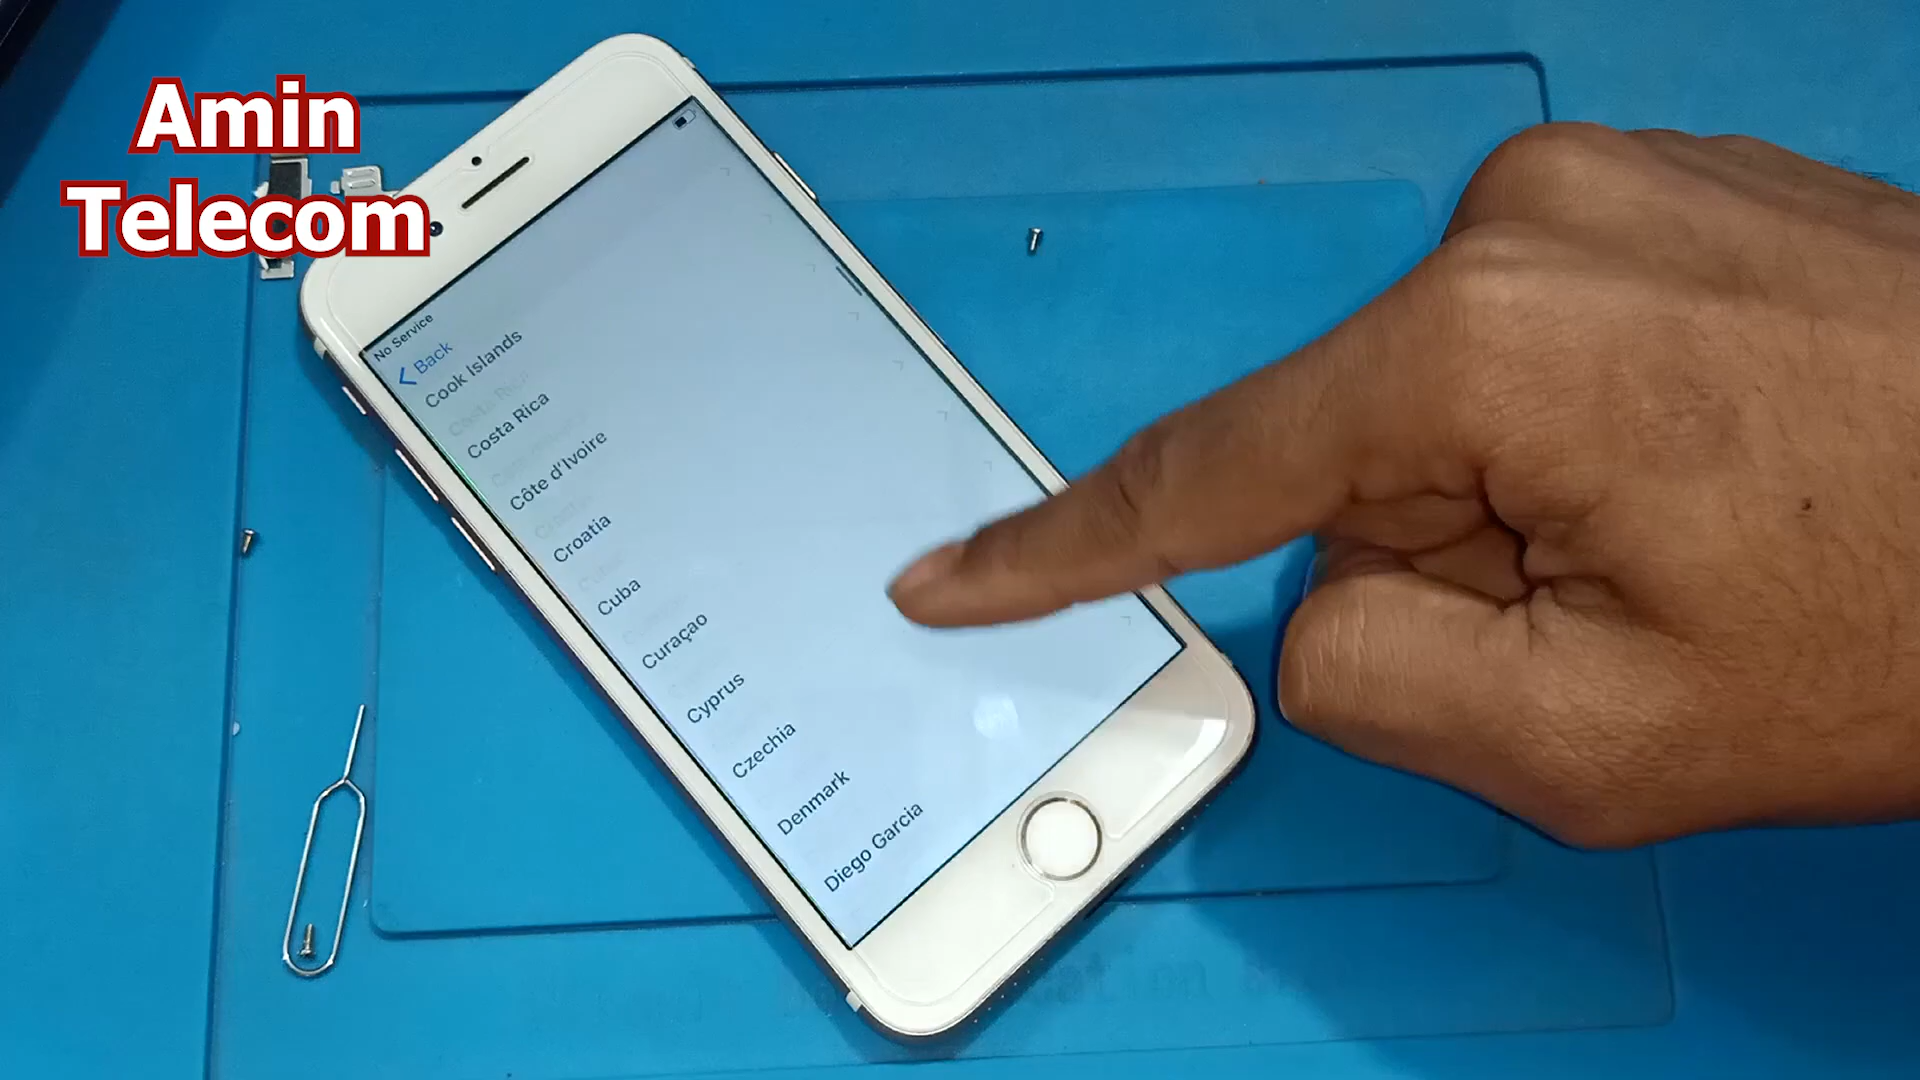 Amin
Telecom
No Service
Back
Cook Islands
Costa Rica
Côte d'Ivoire
Croatia
Cuba
Curaçao
Cyprus
Czechia
Denmark
Diego Garcia